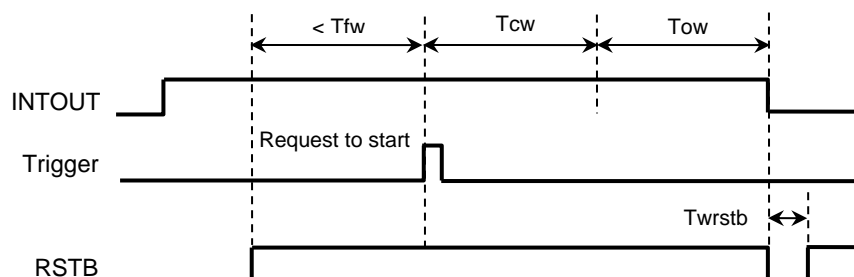 < Tfw Tcw Tow
INTOUT
Request to start
Trigger
Twrstb
RSTB